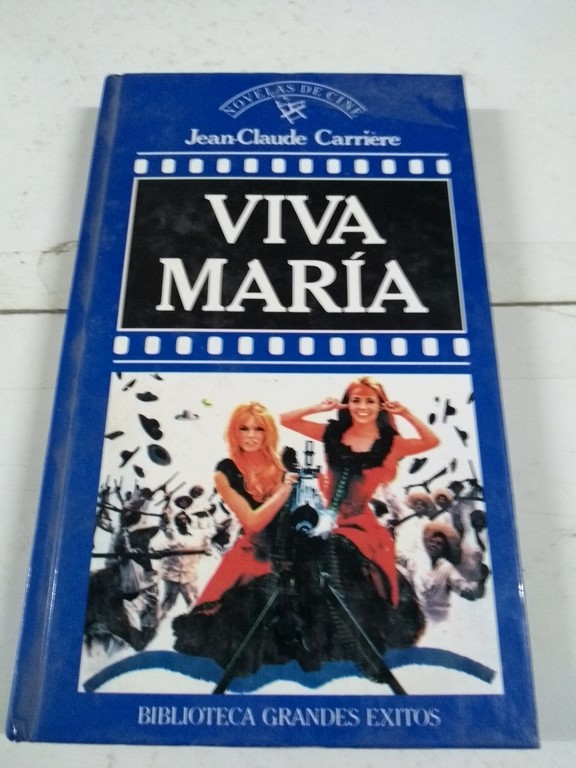 NOVELAS DE CINE
Jean-Claude Carrière
VIVA
MARÍA
BIBLIOTECA GRANDES EXITOS